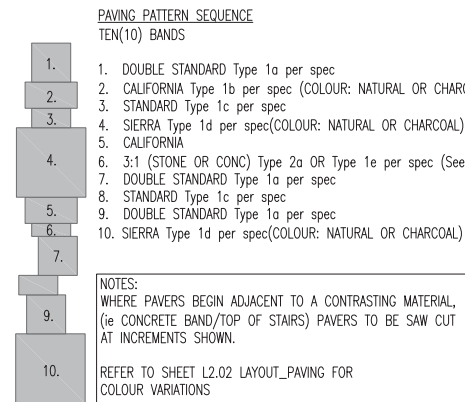 PAVING PATTERN SEQUENCE
TEN(10) BANDS
1. DOUBLE STANDARD Type 1a per spec
2. CALIFORNIA Type 1b per spec (COLOUR: NATURAL OR
3. STANDARD Type 1c per spec
4. SIERRA Type 1d per spec(COLOUR: NATURAL OR CHARCOAL)
5. CALIFORNIA
6. 3:1 (STONE OR CONC) Type 2a OR Type 1e per spec (See
7. DOUBLE STANDARD Type 1a per spec
8. STANDARD Type 1c per spec
9. DOUBLE STANDARD Type 1a per spec
10. SIERRA Type 1d per spec(COLOUR: NATURAL OR CHARCOAL)
1.
2.
3.
4.
5.
6.
7.
9.
10.
NOTES:
WHERE PAVERS BEGIN ADJACENT TO A CONTRASTING MATERIAL,
(ie CONCRETE BAND/TOP OF STAIRS) PAVERS TO BE SAW CUT
AT INCREMENTS SHOWN.
REFER TO SHEET L2.02 LAYOUT_PAVING FOR
COLOUR VARIATIONS